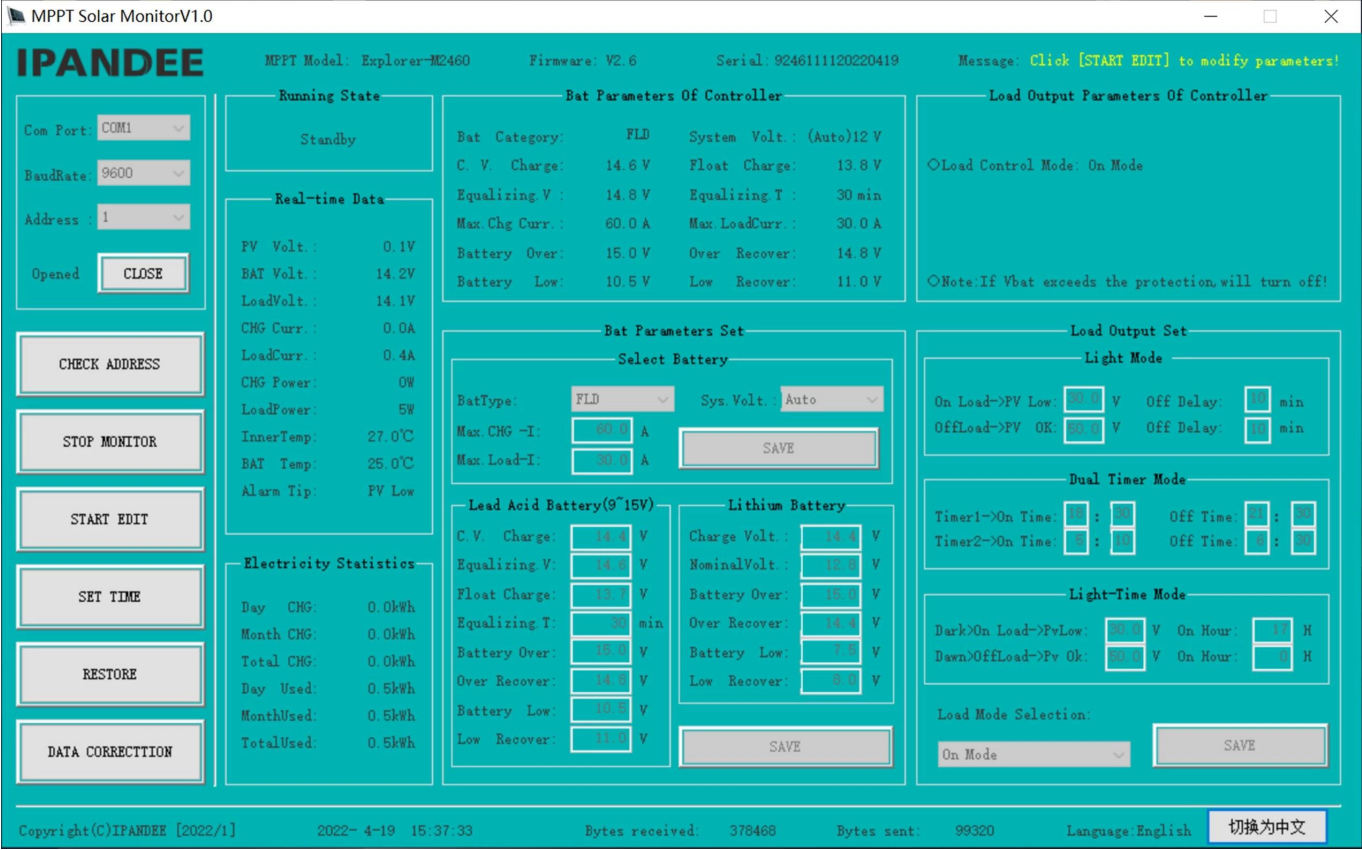 MPPT Solar MonitorV1.0
IPANDEE
MPPT Model: Explorer-M2460 Firmware: V2.6 Serial: 9246111120220419 Message: Click [START EDIT] to modify parameters!
Com Port: COM1
BaudRate: 9600
Address : 1
Opened CLOSE
CHECK ADDRESS
STOP MONITOR
START EDIT
SET TIME
RESTORE
DATA CORRECTTION
Running State
Standby
Real-time Data
PV Volt.: 0.1V
BAT Volt.: 14.2V
LoadVolt.: 14.1V
CHG Curr.: 0.0A
LoadCurr.: 0.4A
CHG Power: 0W
LoadPower: 5W
InnerTemp: 27.0℃
BAT Temp: 25.0℃
Alarm Tip: PV Low
Electricity Statistics
Day CHG: 0.0kWh
Month CHG: 0.0kWh
Total CHG: 0.0kWh
Day Used: 0.5kWh
MonthUsed: 0.5kWh
TotalUsed: 0.5kWh
Bat Parameters Of Controller
Bat Category: FLD System Volt.: (Auto)12 V
C. V. Charge: 14.6 V Float Charge: 13.8 V
Equalizing.V : 14.8 V Equalizing.T : 30 min
Max.Chg Curr.: 60.0 A Max.LoadCurr.: 30.0 A
Battery Over: 15.0 V Over Recover: 14.8 V
Battery Low: 10.5 V Low Recover: 11.0 V
Load Output Parameters Of Controller
○Load Control Mode: On Mode
○Note:If Vbat exceeds the protection,will turn off!
Bat Parameters Set
Select Battery
BatType: FLD Sys.Volt.: Auto
Max.CHG -I: 60.0 A
Max.Load-I: 30.0 A
SAVE
Lead Acid Battery(9~15V)
C.V. Charge: 14.4 V
Equalizing.V: 14.6 V
Float Charge: 13.7 V
Equalizing.T: 30 min
Battery Over: 15.0 V
Over Recover: 14.8 V
Battery Low: 10.5 V
Low Recover: 11.0 V
Lithium Battery
Charge Volt.: 14.4 V
NominalVolt.: 12.8 V
Battery Over: 15.0 V
Over Recover: 14.4 V
Battery Low: 7.5 V
Low Recover: 8.0 V
SAVE
Load Output Set
Light Mode
On Load->PV Low: 30.0 V Off Delay: 10 min
OffLoad->PV OK: 50.0 V Off Delay: 10 min
Dual Timer Mode
Timer1->On Time: 18 : 30 Off Time: 21 : 30
Timer2->On Time: 5 : 10 Off Time: 6 : 30
Light-Time Mode
Dark>On Load->PvLow: 30.0 V On Hour: 17 H
Dawn>OffLoad->Pv Ok: 50.0 V On Hour: 0 H
Load Mode Selection:
On Mode
SAVE
Copyright(C)IPANDEE [2022/1] 2022- 4-19 15:37:33 Bytes received: 378468 Bytes sent: 99320 Language:English 切换为中文